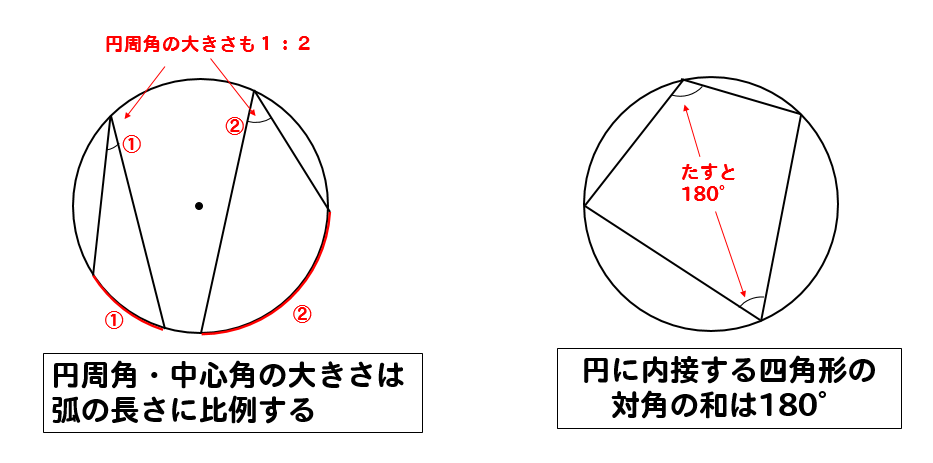 円周角の大きさも１：２
①
②
①
②
円周角・中心角の大きさは
弧の長さに比例する
たすと
180°
円に内接する四角形の
対角の和は180°